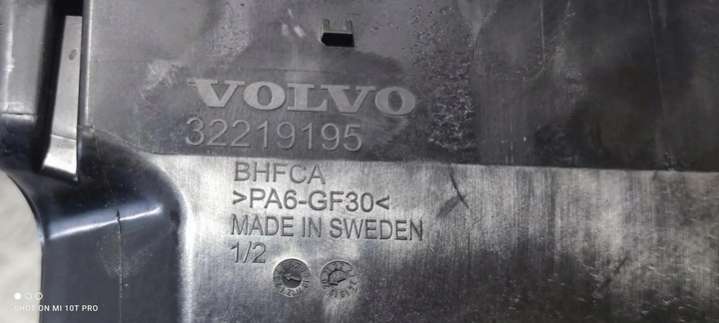 VOLVO
32219195
BHFCA
>PA6-GF30<
MADE IN SWEDEN
1/2
SHOT ON MI 10T PRO